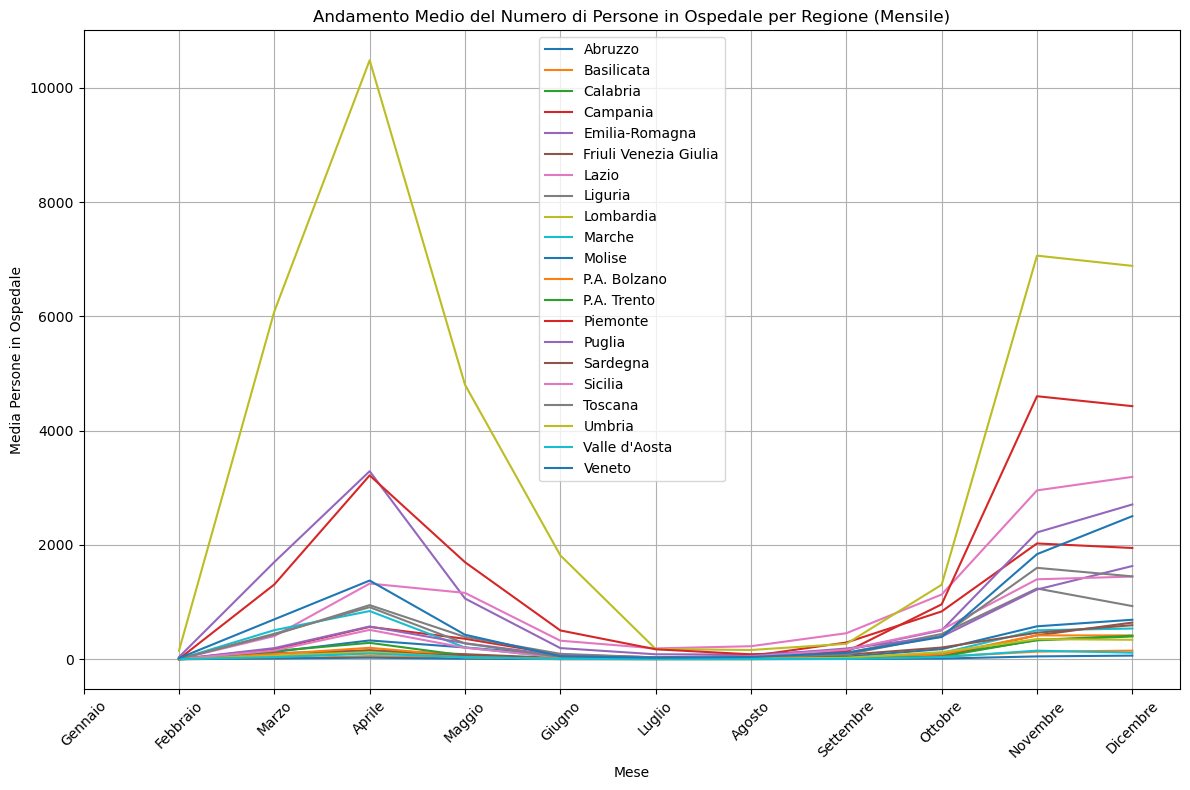 Andamento Medio del Numero di Persone in Ospedale per Regione (Mensile)
Media Persone in Ospedale
10000
8000
6000
4000
2000
0
Abruzzo
Basilicata
Calabria
Campania
Emilia-Romagna
Friuli Venezia Giulia
Lazio
Liguria
Lombardia
Marche
Molise
P.A. Bolzano
P.A. Trento
Piemonte
Puglia
Sardegna
Sicilia
Toscana
Umbria
Valle d'Aosta
Veneto
Gennaio
Febbraio
Marzo
Aprile
Maggio
Giugno
Luglio
Agosto
Settembre
Ottobre
Novembre
Dicembre
Mese